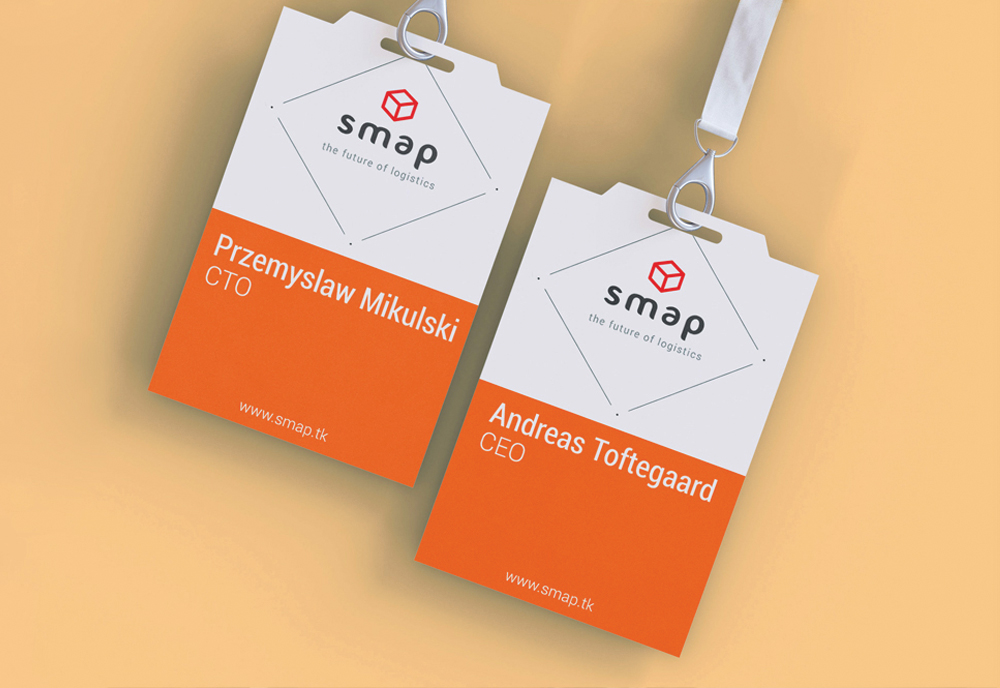 smap
the future of logistics
Przemyslaw Mikulski
CTO
www.smap.tk
smap
the future of logistics
Andreas Toftegaard
CEO
www.smap.tk